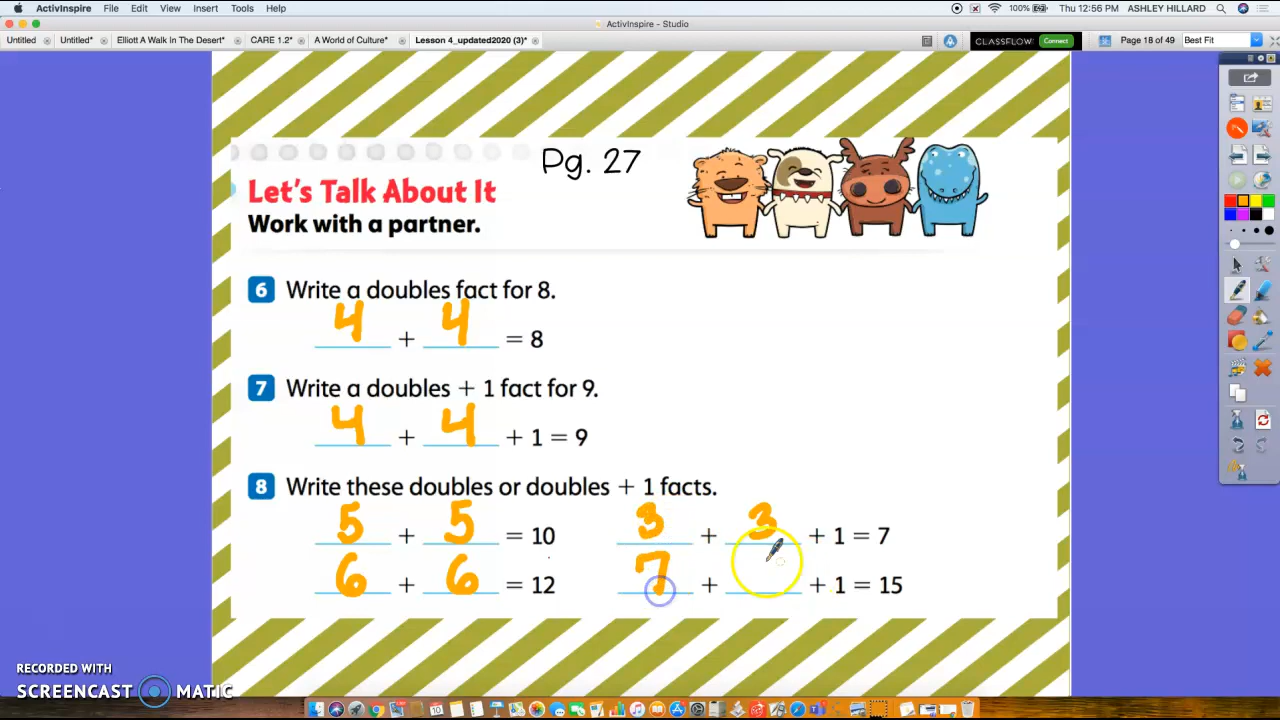 ActivInspire File Edit View Insert Tools Help 100% Thu 12:56 PM ASHLEY HILLARD
ActivInspire - Studio
Untitled Untitled* Elliott A Walk In The Desert* CARE 1.2* A World of Culture* Lesson 4_updated2020 (3)* CLASSFLOW Connect Page 18 of 49 Best Fit
Pg. 27
Let's Talk About It
Work with a partner.
6 Write a doubles fact for 8.
4 + 4 = 8
7 Write a doubles + 1 fact for 9.
4 + 4 + 1 = 9
8 Write these doubles or doubles + 1 facts.
5 + 5 = 10 3 + 3 + 1 = 7
6 + 6 = 12 7 + + 1 = 15
RECORDED WITH
SCREENCAST MATIC